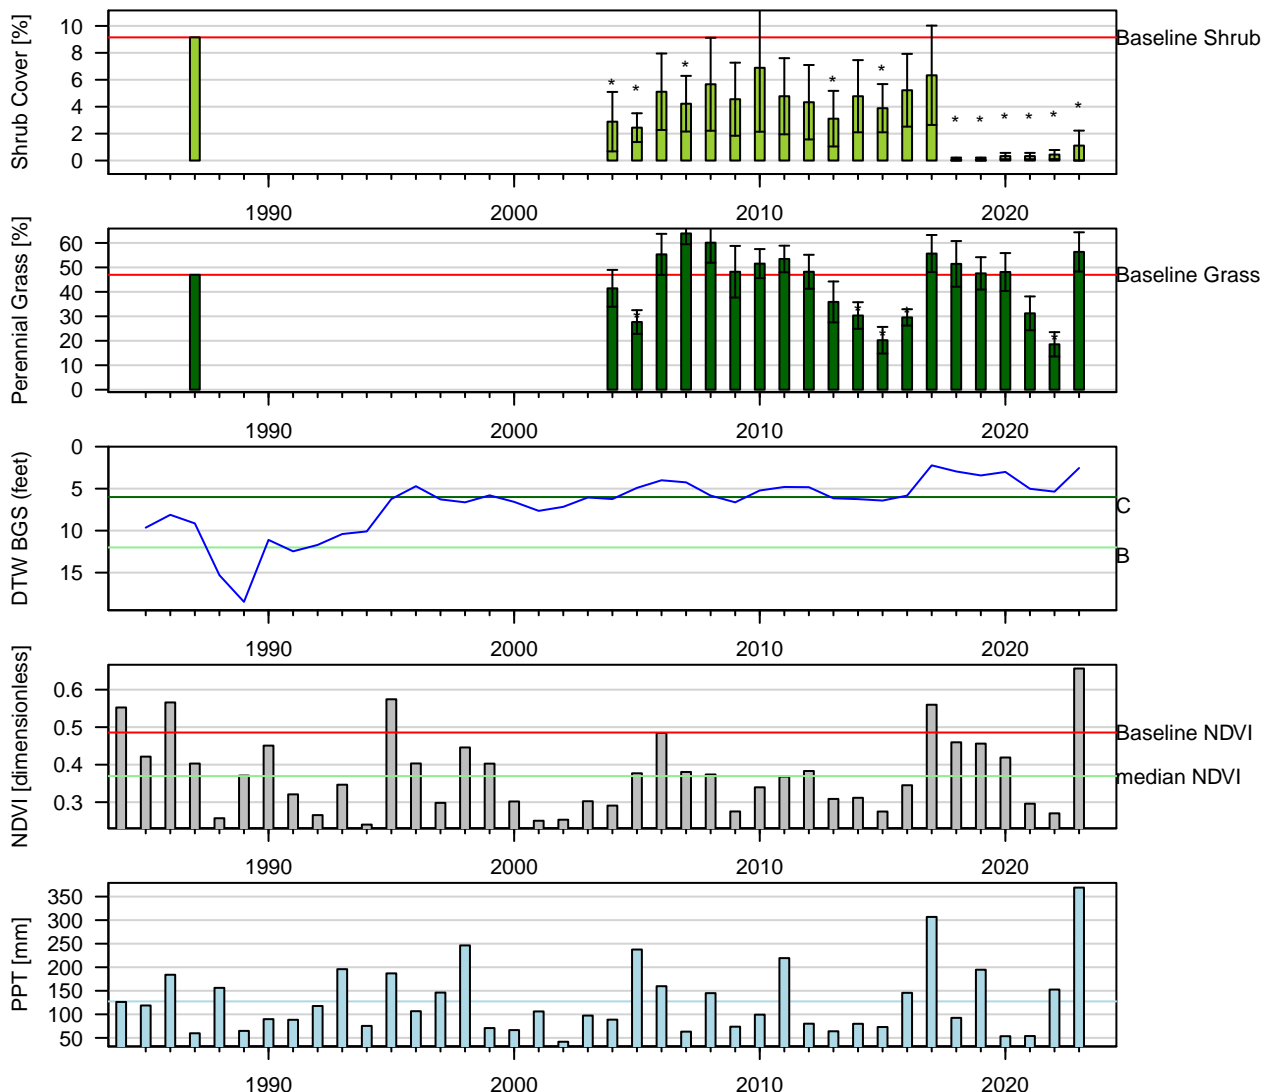 Shrub Cover [%]
10
8
6
4
2
0
* * * * * * * * * * *
Baseline Shrub
1990 2000 2010 2020
Perennial Grass [%]
60
50
40
30
20
10
0
* * * * *
Baseline Grass
1990 2000 2010 2020
DTW BGS (feet)
0
5
10
15
C
B
1990 2000 2010 2020
NDVI [dimensionless]
0.6
0.5
0.4
0.3
Baseline NDVI
median NDVI
1990 2000 2010 2020
PPT [mm]
350
300
250
200
150
100
50
1990 2000 2010 2020